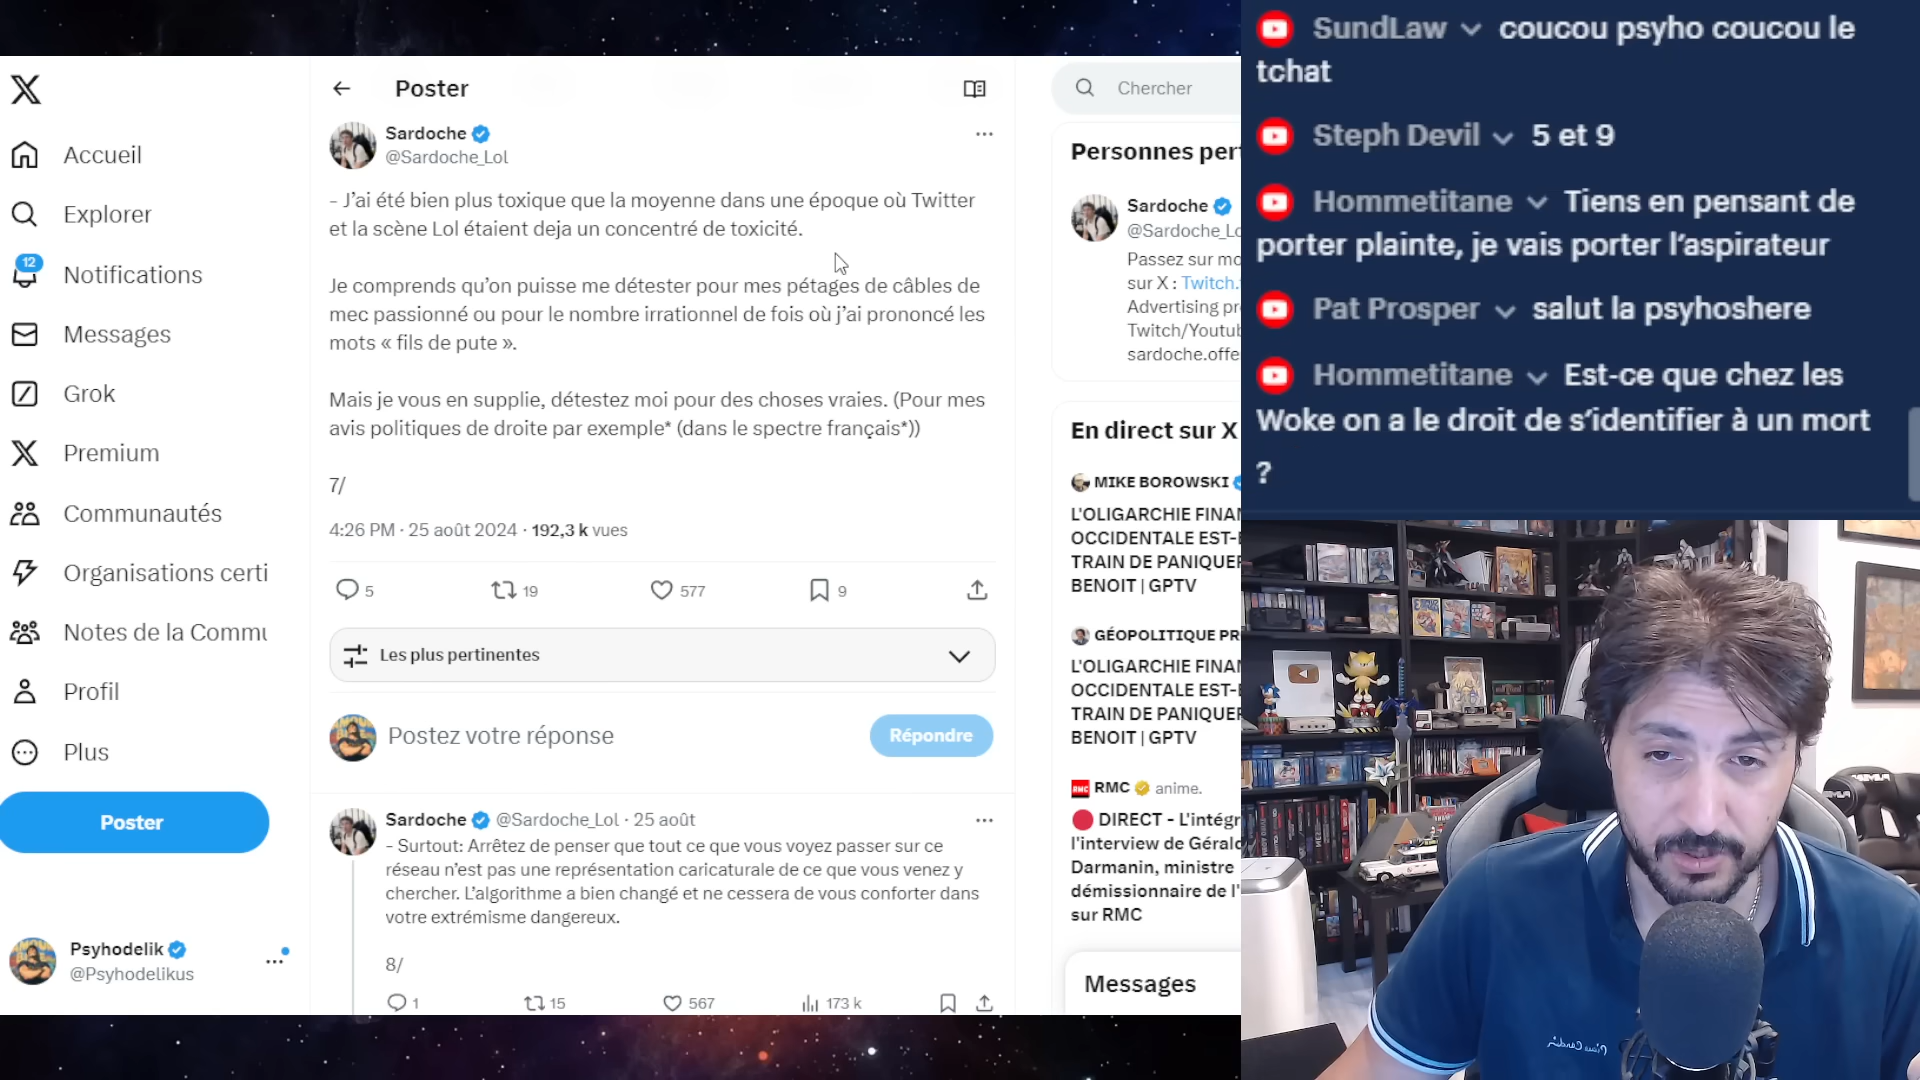 Accueil
Explorer
12
Notifications
Messages
Grok
Premium
Communautés
Organisations certi
Notes de la Commu
Profil
Plus
Poster
Psyhodelik
@Psyhodelikus
Poster
Sardoche
@Sardoche_Lol
- J’ai été bien plus toxique que la moyenne dans une époque où Twitter
et la scène Lol étaient deja un concentré de toxicité.
Je comprends qu’on puisse me détester pour mes pétages de câbles de
mec passionné ou pour le nombre irrationnel de fois où j’ai prononcé les
mots « fils de pute ».
Mais je vous en supplie, détestez moi pour des choses vraies. (Pour mes
avis politiques de droite par exemple* (dans le spectre français*))
7/
4:26 PM · 25 août 2024 · 192,3 k vues
5 19 577 9
Les plus pertinentes
Postez votre réponse
Répondre
Sardoche @Sardoche_Lol · 25 août
- Surtout: Arrêtez de penser que tout ce que vous voyez passer sur ce
réseau n’est pas une représentation caricaturale de ce que vous venez y
chercher. L’algorithme a bien changé et ne cessera de vous conforter dans
votre extrémisme dangereux.
8/
1 15 567 173 k
Chercher
Personnes per
Sardoche
@Sardoche_Lo
Passez sur mo
sur X : Twitch.
Advertising pr
Twitch/Youtub
sardoche.offe
En direct sur X
MIKE BOROWSKI
L'OLIGARCHIE FINAN
OCCIDENTALE EST-E
TRAIN DE PANIQUER
BENOIT | GPTV
GÉOPOLITIQUE PR
L'OLIGARCHIE FINAN
OCCIDENTALE EST-E
TRAIN DE PANIQUER
BENOIT | GPTV
RMC anime.
DIRECT - L'intégr
l'interview de Géralc
Darmanin, ministre
démissionnaire de l'
sur RMC
Messages
SundLaw coucou psyho coucou le
tchat
Steph Devil 5 et 9
Hommetitane Tiens en pensant de
porter plainte, je vais porter l’aspirateur
Pat Prosper salut la psyhoshere
Hommetitane Est-ce que chez les
Woke on a le droit de s’identifier à un mort
?